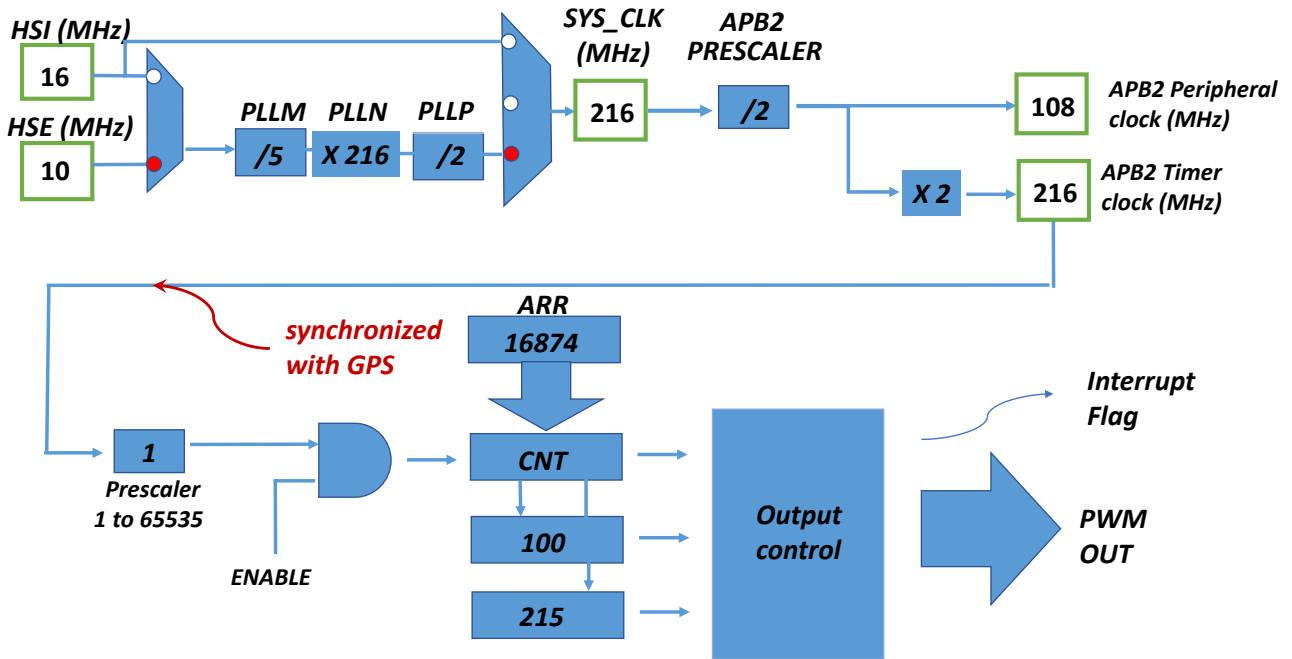 HSI (MHz)
16
HSE (MHz)
10
PLLM
/5
PLLN
X 216
PLLP
/2
SYS_CLK
(MHz)
216
APB2
PRESCALER
/2
108
APB2 Peripheral
clock (MHz)
X 2
216
APB2 Timer
clock (MHz)
synchronized
with GPS
ARR
16874
1
Prescaler
1 to 65535
ENABLE
CNT
100
215
Output
control
Interrupt
Flag
PWM
OUT